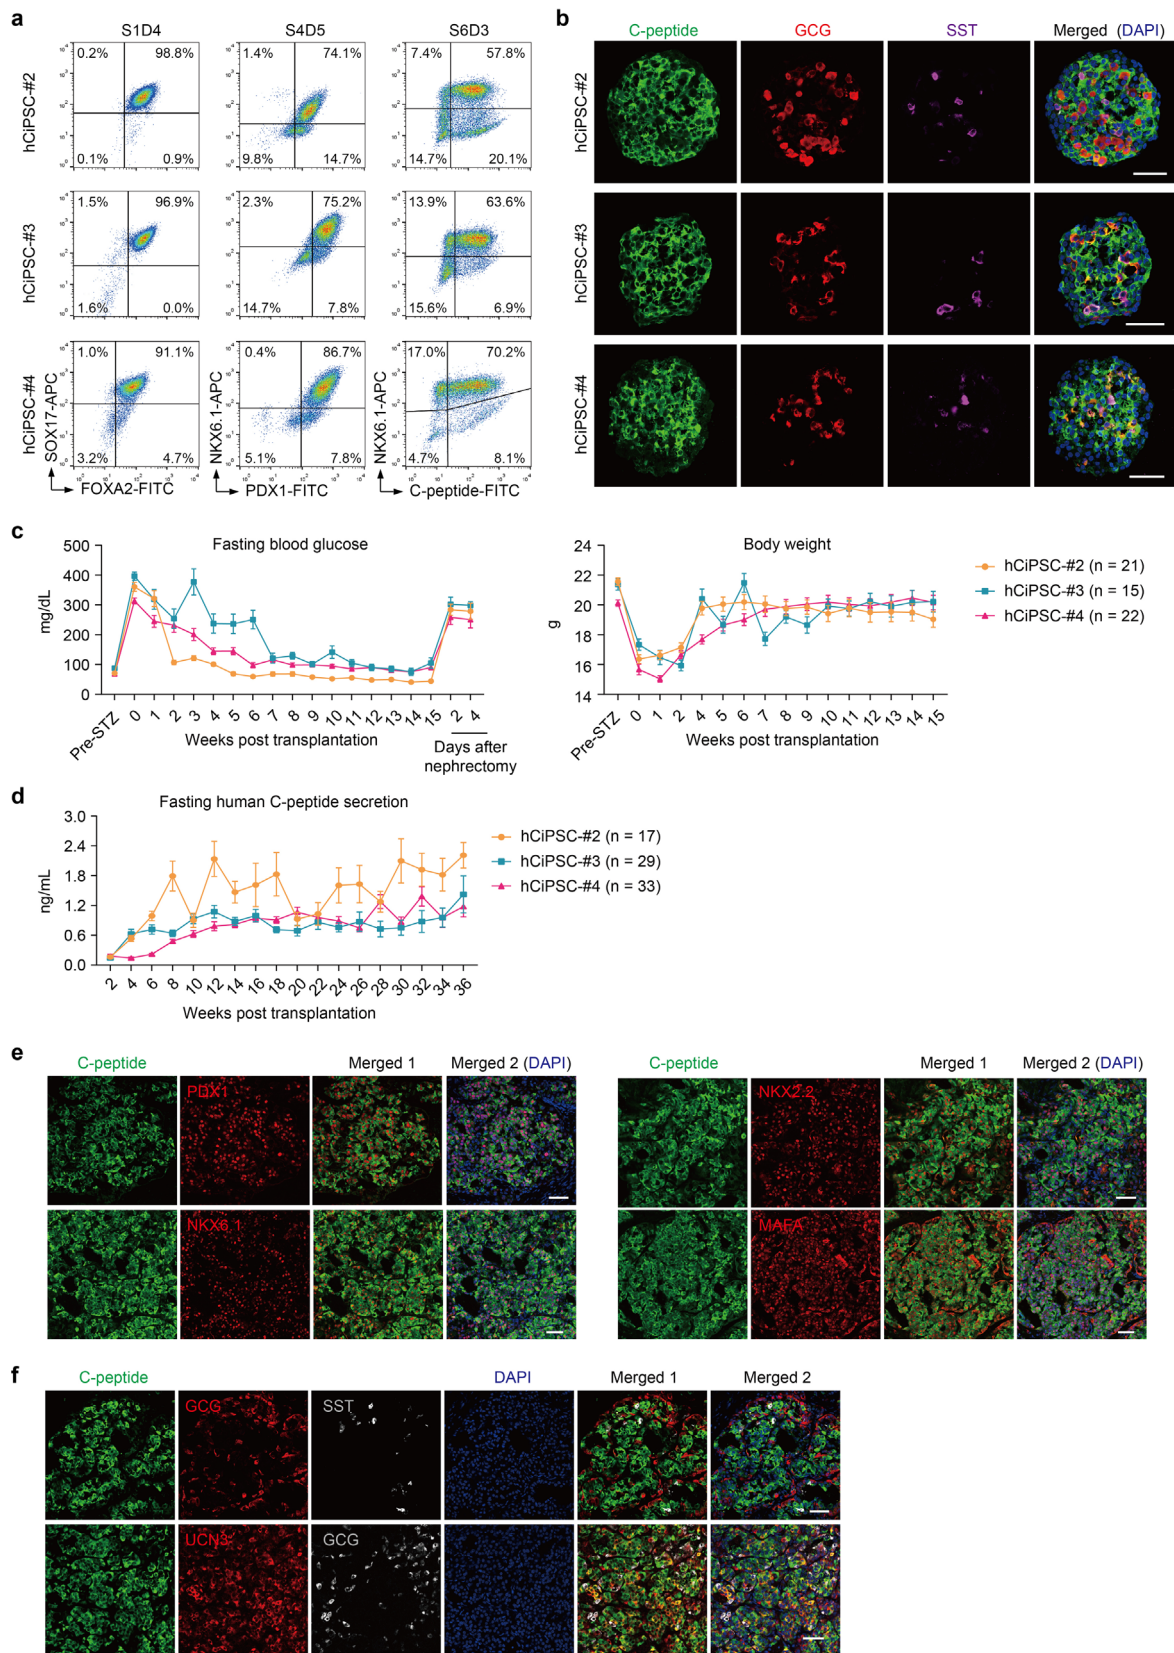 a
S1D4 S4D5 S6D3
hCiPSC-#2
0.2% 98.8%
0.1% 0.9%
1.4% 74.1%
9.8% 14.7%
7.4% 57.8%
14.7% 20.1%
hCiPSC-#3
1.5% 96.9%
1.6% 0.0%
2.3% 75.2%
14.7% 7.8%
13.9% 63.6%
15.6% 6.9%
hCiPSC-#4
1.0% 91.1%
3.2% 4.7%
0.4% 86.7%
5.1% 7.8%
17.0% 70.2%
4.7% 8.1%
SOX17-APC
FOXA2-FITC
NKX6.1-APC
PDX1-FITC
NKX6.1-APC
C-peptide-FITC
b
C-peptide GCG SST Merged (DAPI)
hCiPSC-#2
hCiPSC-#3
hCiPSC-#4
c
Fasting blood glucose
mg/dL
500
400
300
200
100
0
Pre-STZ 0 1 2 3 4 5 6 7 8 9 10 11 12 13 14 15 2 4
Weeks post transplantation
Days after
nephrectomy
Body weight
g
24
22
20
18
16
14
Pre-STZ 0 1 2 4 5 6 7 8 9 10 11 12 13 14 15
Weeks post transplantation
hCiPSC-#2 (n = 21)
hCiPSC-#3 (n = 15)
hCiPSC-#4 (n = 22)
d
Fasting human C-peptide secretion
ng/mL
3.0
2.4
1.8
1.2
0.6
0.0
2 4 6 8 10 12 14 16 18 20 22 24 26 28 30 32 34 36
Weeks post transplantation
hCiPSC-#2 (n = 17)
hCiPSC-#3 (n = 29)
hCiPSC-#4 (n = 33)
e
C-peptide Merged 1 Merged 2 (DAPI)
PDX1
NKX6.1
C-peptide Merged 1 Merged 2 (DAPI)
NKX2.2
MAFA
f
C-peptide DAPI Merged 1 Merged 2
GCG SST
UCN3 GCG